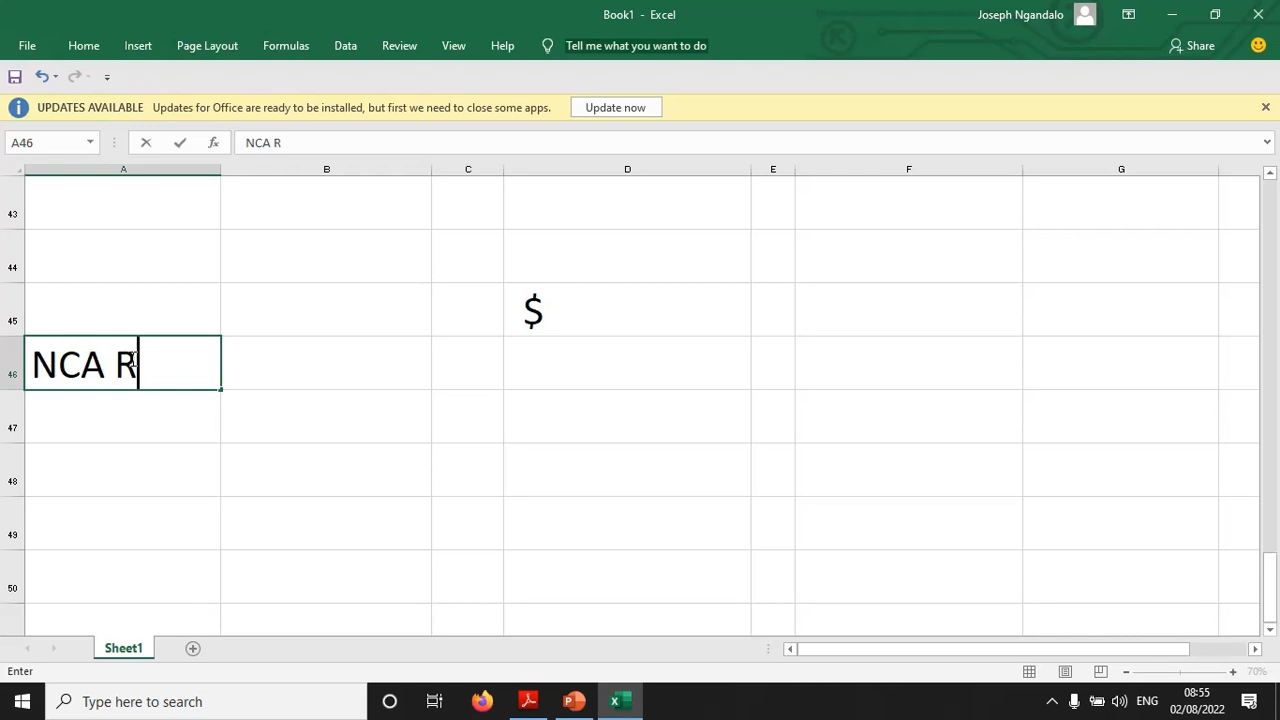 Book1 - Excel
Joseph Ngandalo
File Home Insert Page Layout Formulas Data Review View Help Tell me what you want to do Share
UPDATES AVAILABLE Updates for Office are ready to be installed, but first we need to close some apps. Update now
A46 fx NCA R
A B C D E F G
43
44
45 $
46 NCA R
47
48
49
50
Sheet1
Enter 70%
Type here to search ENG 08:55
02/08/2022